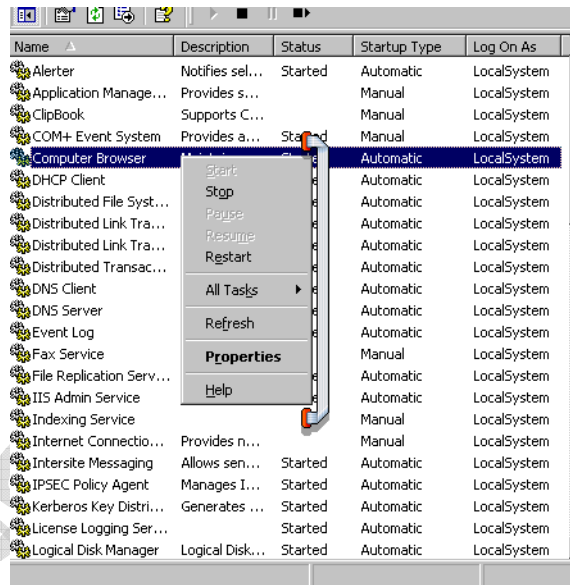 Name Description Status Startup Type Log On As
Alerter Notifies sel... Started Automatic LocalSystem
Application Manage... Provides s... Manual LocalSystem
ClipBook Supports C... Manual LocalSystem
COM+ Event System Provides a... Manual LocalSystem
Computer Browser Automatic LocalSystem
DHCP Client Automatic LocalSystem
Distributed File Syst... Automatic LocalSystem
Distributed Link Tra... Automatic LocalSystem
Distributed Link Tra... Automatic LocalSystem
Distributed Transac... Automatic LocalSystem
DNS Client Automatic LocalSystem
DNS Server Automatic LocalSystem
Event Log Automatic LocalSystem
Fax Service Manual LocalSystem
File Replication Serv... Automatic LocalSystem
IIS Admin Service Automatic LocalSystem
Indexing Service Manual LocalSystem
Internet Connectio... Provides n... Manual LocalSystem
Intersite Messaging Allows sen... Started Automatic LocalSystem
IPSEC Policy Agent Manages I... Started Automatic LocalSystem
Kerberos Key Distri... Generates ... Started Automatic LocalSystem
License Logging Ser... Started Automatic LocalSystem
Logical Disk Manager Logical Disk... Started Automatic LocalSystem
Start
Stop
Pause
Resume
Restart
All Tasks
Refresh
Properties
Help